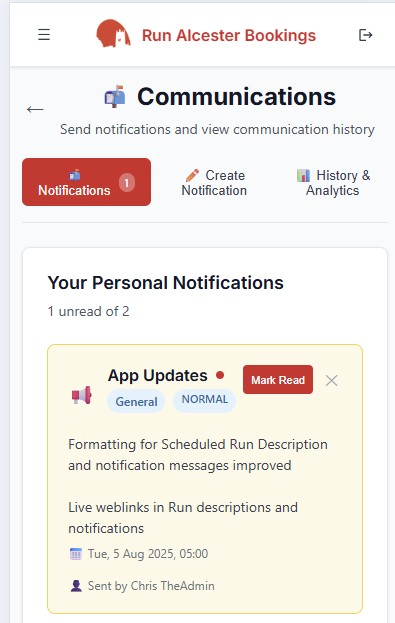 Run Alcester Bookings
Communications
Send notifications and view communication history
Notifications 1
Create
Notification
History &
Analytics
Your Personal Notifications
1 unread of 2
App Updates
Mark Read
General
NORMAL
Formatting for Scheduled Run Description
and notification messages improved
Live weblinks in Run descriptions and
notifications
Tue, 5 Aug 2025, 05:00
Sent by Chris TheAdmin